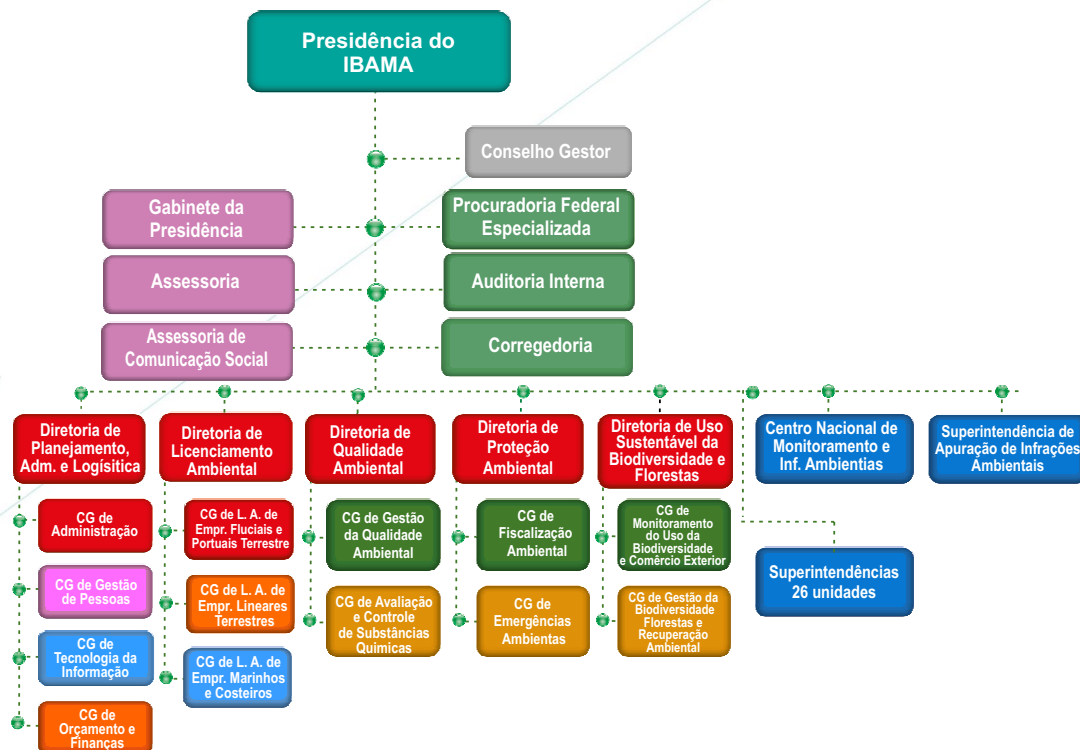 Presidência do
IBAMA
Conselho Gestor
Gabinete da
Presidência
Procuradoria Federal
Especializada
Assessoria
Auditoria Interna
Assessoria de
Comunicação Social
Corregedoria
Diretoria de
Planejamento,
Adm. e Logísitica
Diretoria de
Licenciamento
Ambiental
Diretoria de
Qualidade
Ambiental
Diretoria de
Proteção
Ambiental
Diretoria de Uso
Sustentável da
Biodiversidade e
Florestas
Centro Nacional de
Monitoramento e
Inf. Ambientias
Superintendência de
Apuração de Infrações
Ambientais
CG de
Administração
CG de Gestão
de Pessoas
CG de
Tecnologia da
Informação
CG de
Orçamento e
Finanças
CG de L. A. de
Empr. Fluciais e
Portuais Terrestre
CG de L. A. de
Empr. Lineares
Terrestres
CG de L. A. de
Empr. Marinhos
e Costeiros
CG de Gestão
da Qualidade
Ambiental
CG de Avaliação
e Controle
de Substâncias
Quimicas
CG de
Fiscalização
Ambiental
CG de
Emergências
Ambientas
CG de
Monitoramento
do Uso da
Biodiversidade
e Comércio Exterior
CG de Gestão da
Biodiversidade
Florestas e
Recuperação
Ambiental
Superintendências
26 unidades